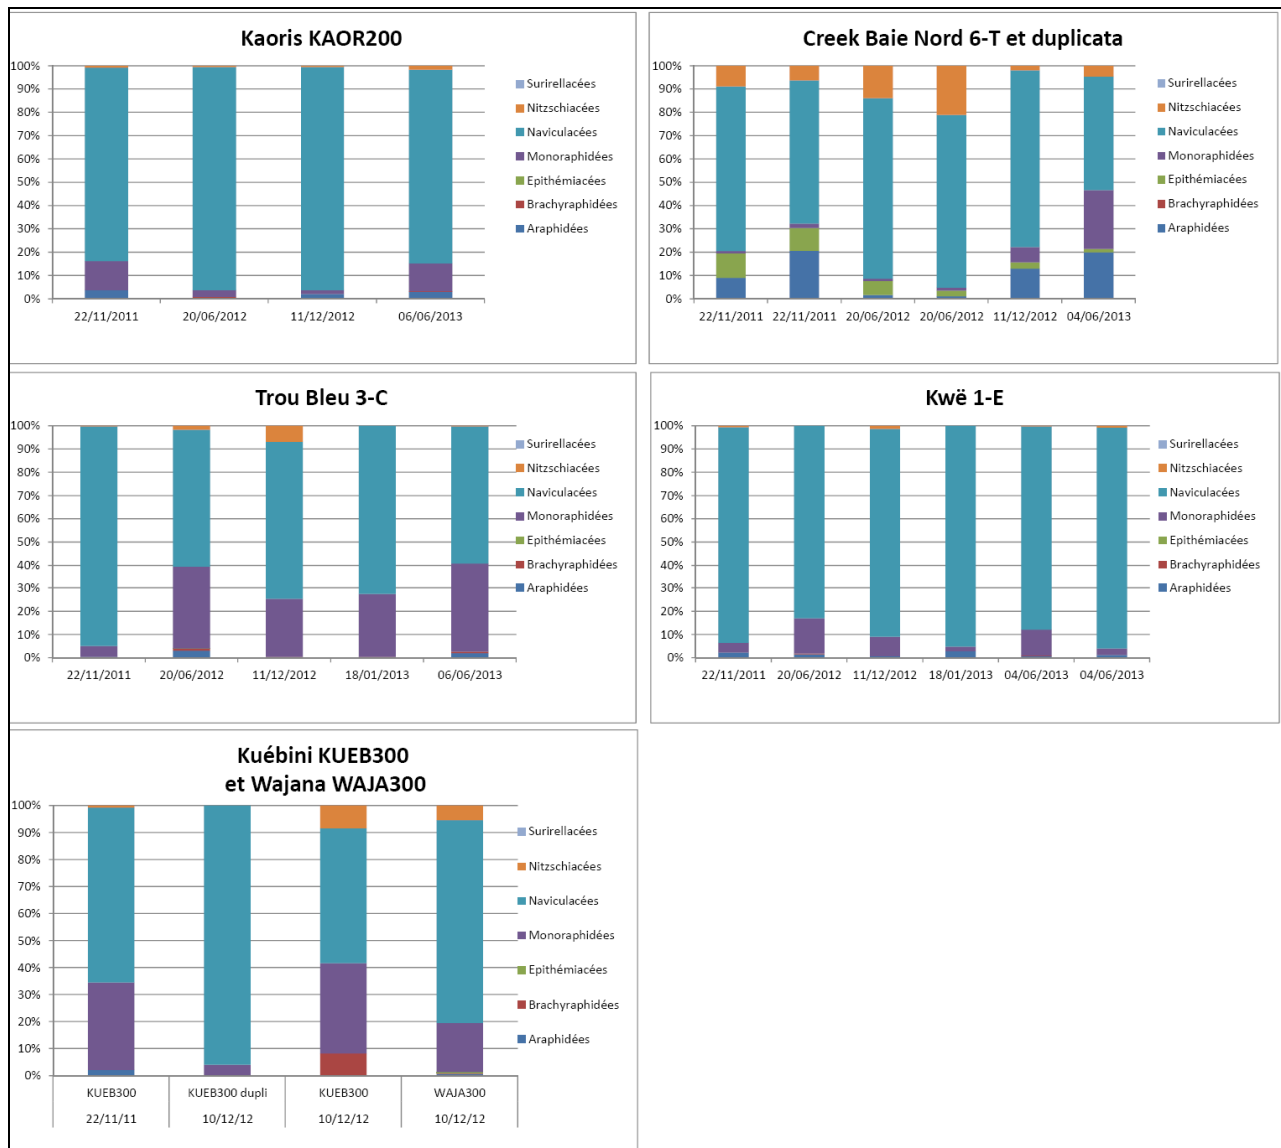 Kaoris KAOR200
100%
90%
80%
70%
60%
50%
40%
30%
20%
10%
0%
22/11/2011 20/06/2012 11/12/2012 06/06/2013
Surirellacées
Nitzschiacées
Naviculacées
Monoraphidées
Epithémiacées
Brachyraphidées
Araphidées
Creek Baie Nord 6-T et duplicata
100%
90%
80%
70%
60%
50%
40%
30%
20%
10%
0%
22/11/2011 22/11/2011 20/06/2012 20/06/2012 11/12/2012 04/06/2013
Surirellacées
Nitzschiacées
Naviculacées
Monoraphidées
Epithémiacées
Brachyraphidées
Araphidées
Trou Bleu 3-C
100%
90%
80%
70%
60%
50%
40%
30%
20%
10%
0%
22/11/2011 20/06/2012 11/12/2012 18/01/2013 06/06/2013
Surirellacées
Nitzschiacées
Naviculacées
Monoraphidées
Epithémiacées
Brachyraphidées
Araphidées
Kwë 1-E
100%
90%
80%
70%
60%
50%
40%
30%
20%
10%
0%
22/11/2011 20/06/2012 11/12/2012 18/01/2013 04/06/2013 04/06/2013
Surirellacées
Nitzschiacées
Naviculacées
Monoraphidées
Epithémiacées
Brachyraphidées
Araphidées
Kuébini KUEB300
et Wajana WAJA300
100%
90%
80%
70%
60%
50%
40%
30%
20%
10%
0%
KUEB300 KUEB300 dupli KUEB300 WAJA300
22/11/11 10/12/12 10/12/12 10/12/12
Surirellacées
Nitzschiacées
Naviculacées
Monoraphidées
Epithémiacées
Brachyraphidées
Araphidées